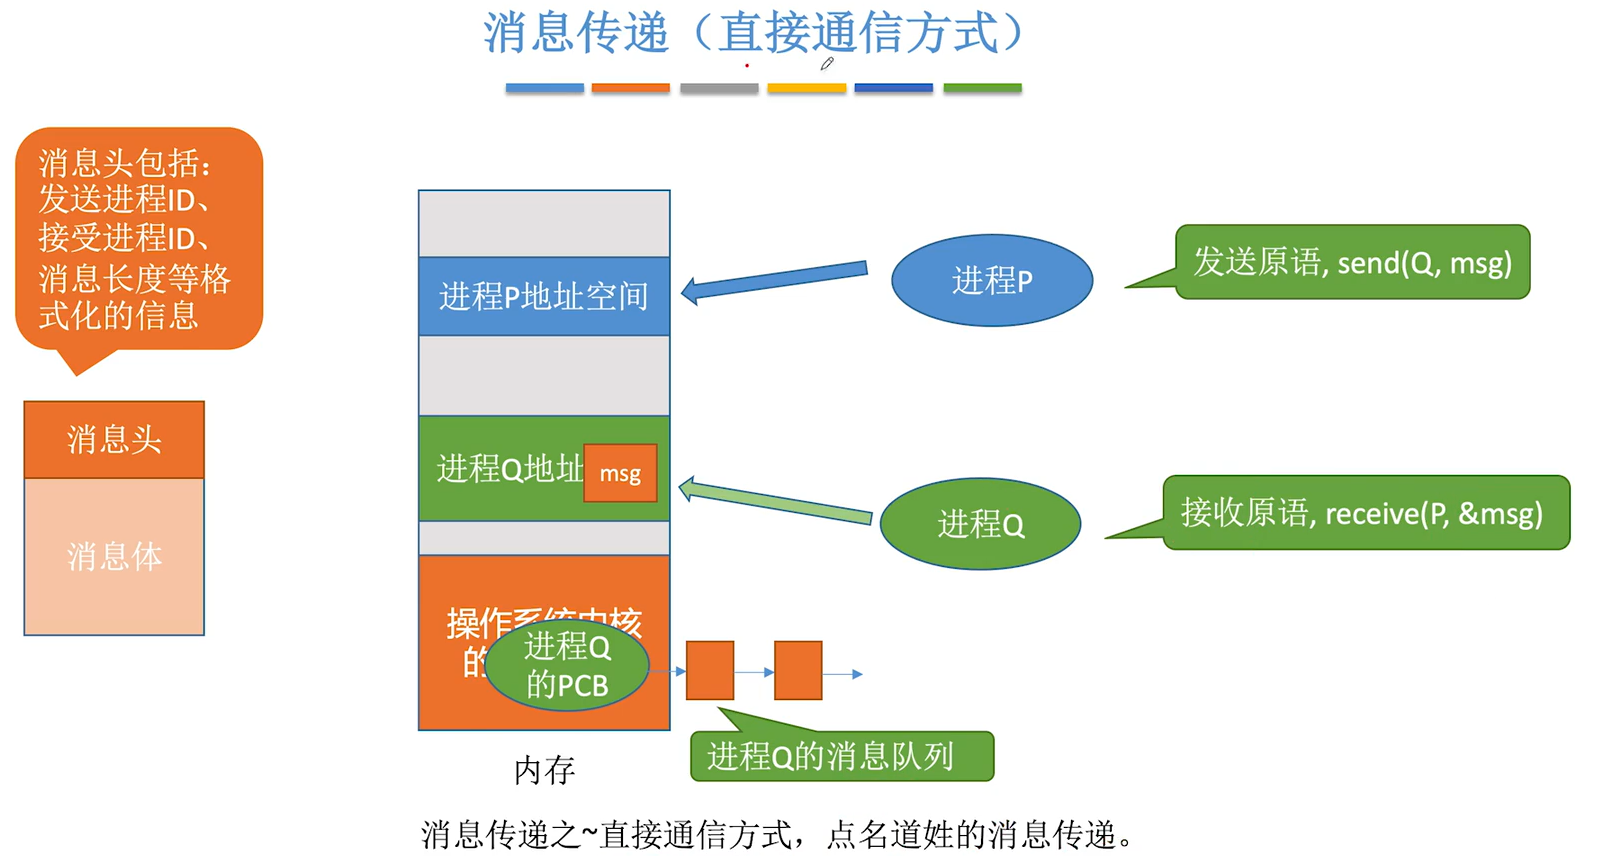 消息传递（直接通信方式）
消息头包括：
发送进程ID、
接受进程ID、
消息长度等格
式化的信息
消息头
消息体
进程P地址空间
进程Q地址
msg
操作系统内核
的
进程Q
的PCB
内存
进程P
发送原语, send(Q, msg)
进程Q
接收原语, receive(P, &msg)
进程Q的消息队列
消息传递之~直接通信方式，点名道姓的消息传递。